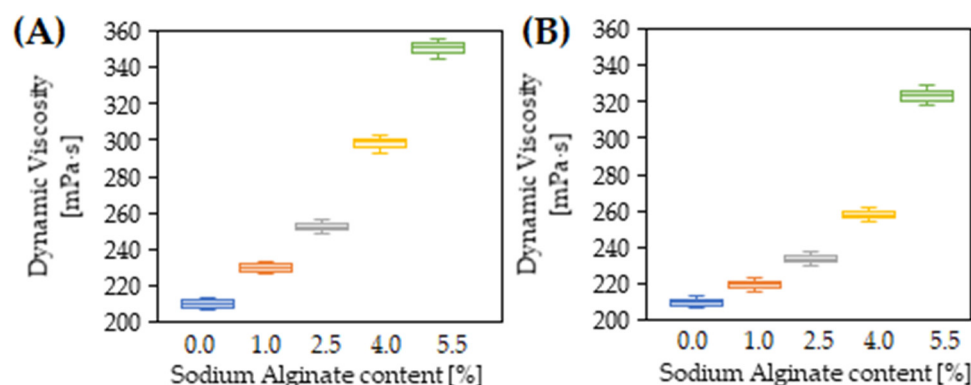 (A)
Dynamic Viscosity
[mPa·s]
360
340
320
300
280
260
240
220
200
0.0 1.0 2.5 4.0 5.5
Sodium Alginate content [%]
(B)
Dynamic Viscosity
[mPa·s]
360
340
320
300
280
260
240
220
200
0.0 1.0 2.5 4.0 5.5
Sodium Alginate content [%]